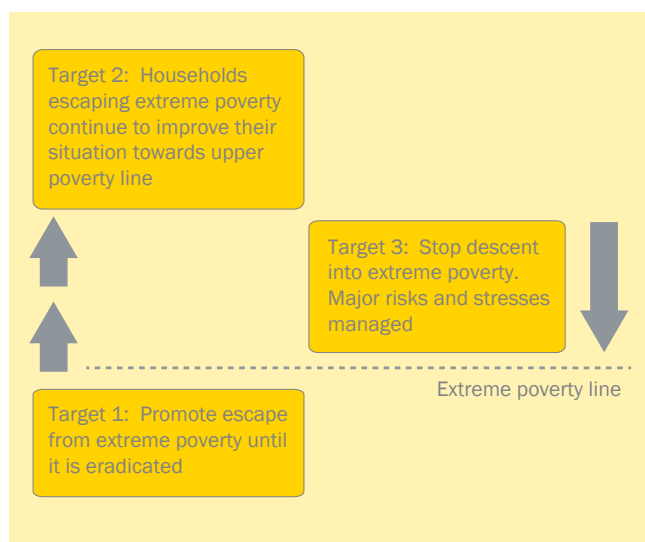 Target 2: Households
escaping extreme poverty
continue to improve their
situation towards upper
poverty line
Target 3: Stop descent
into extreme poverty.
Major risks and stresses
managed
Extreme poverty line
Target 1: Promote escape
from extreme poverty until
it is eradicated